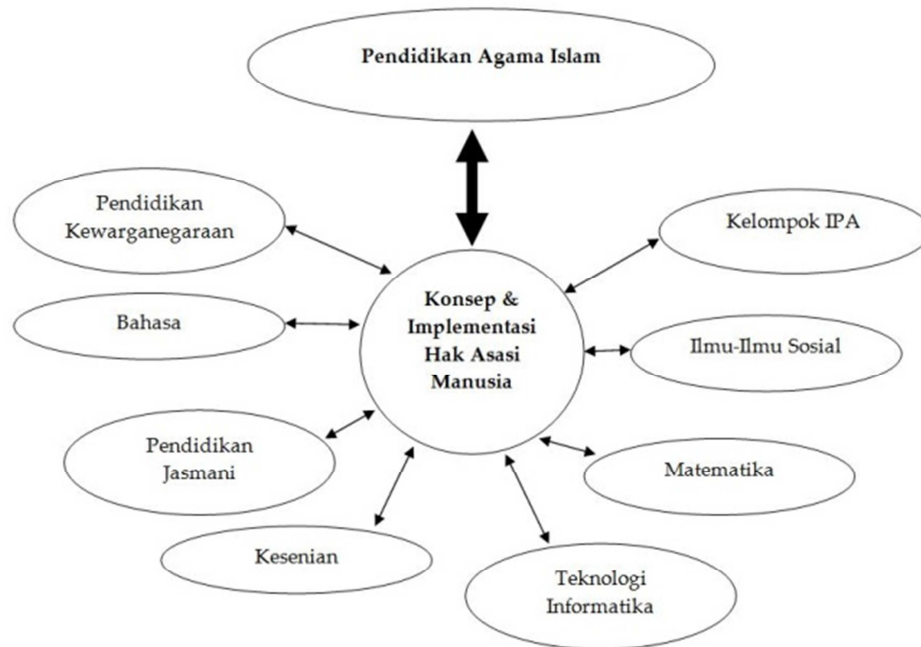 Pendidikan Agama Islam
Pendidikan
Kewarganegaraan
Kelompok IPA
Konsep &
Implementasi
Hak Asasi
Manusia
Bahasa
Ilmu-Ilmu Sosial
Pendidikan
Jasmani
Matematika
Kesenian
Teknologi
Informatika